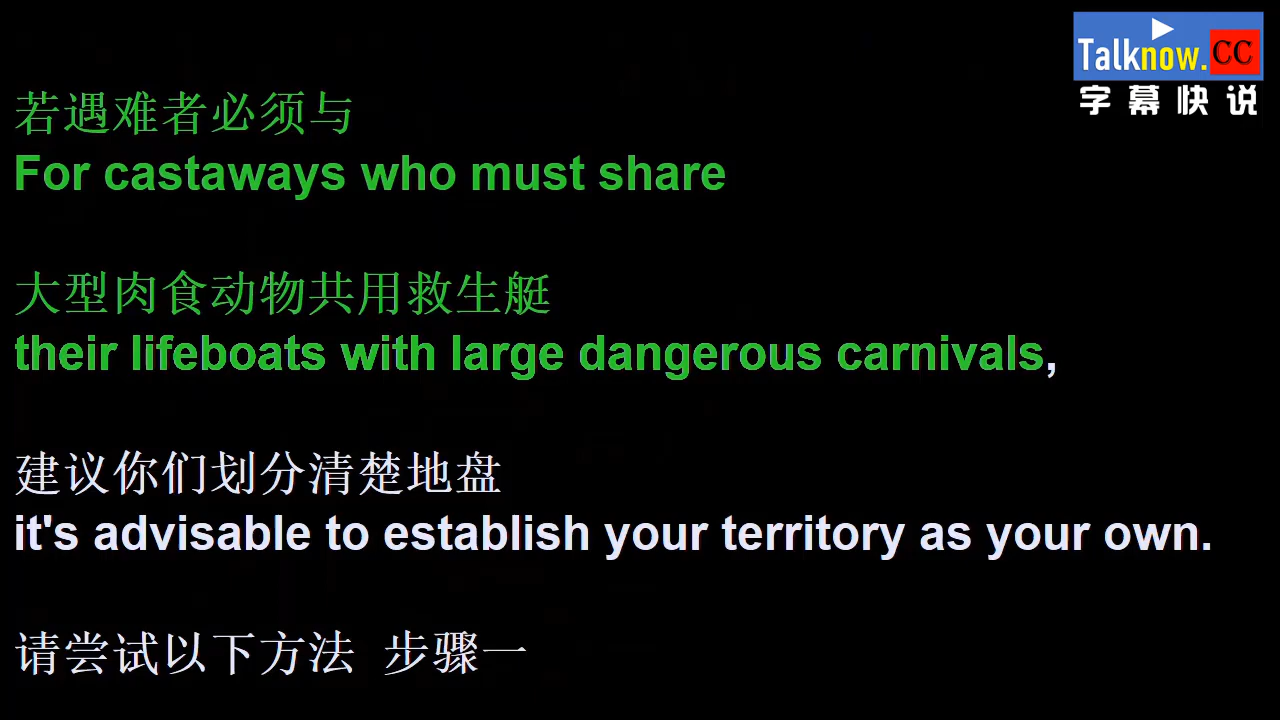 Talknow.CC
字幕快说
若遇难者必须与
For castaways who must share
大型肉食动物共用救生艇
their lifeboats with large dangerous carnivals,
建议你们划分清楚地盘
it's advisable to establish your territory as your own.
请尝试以下方法 步骤一